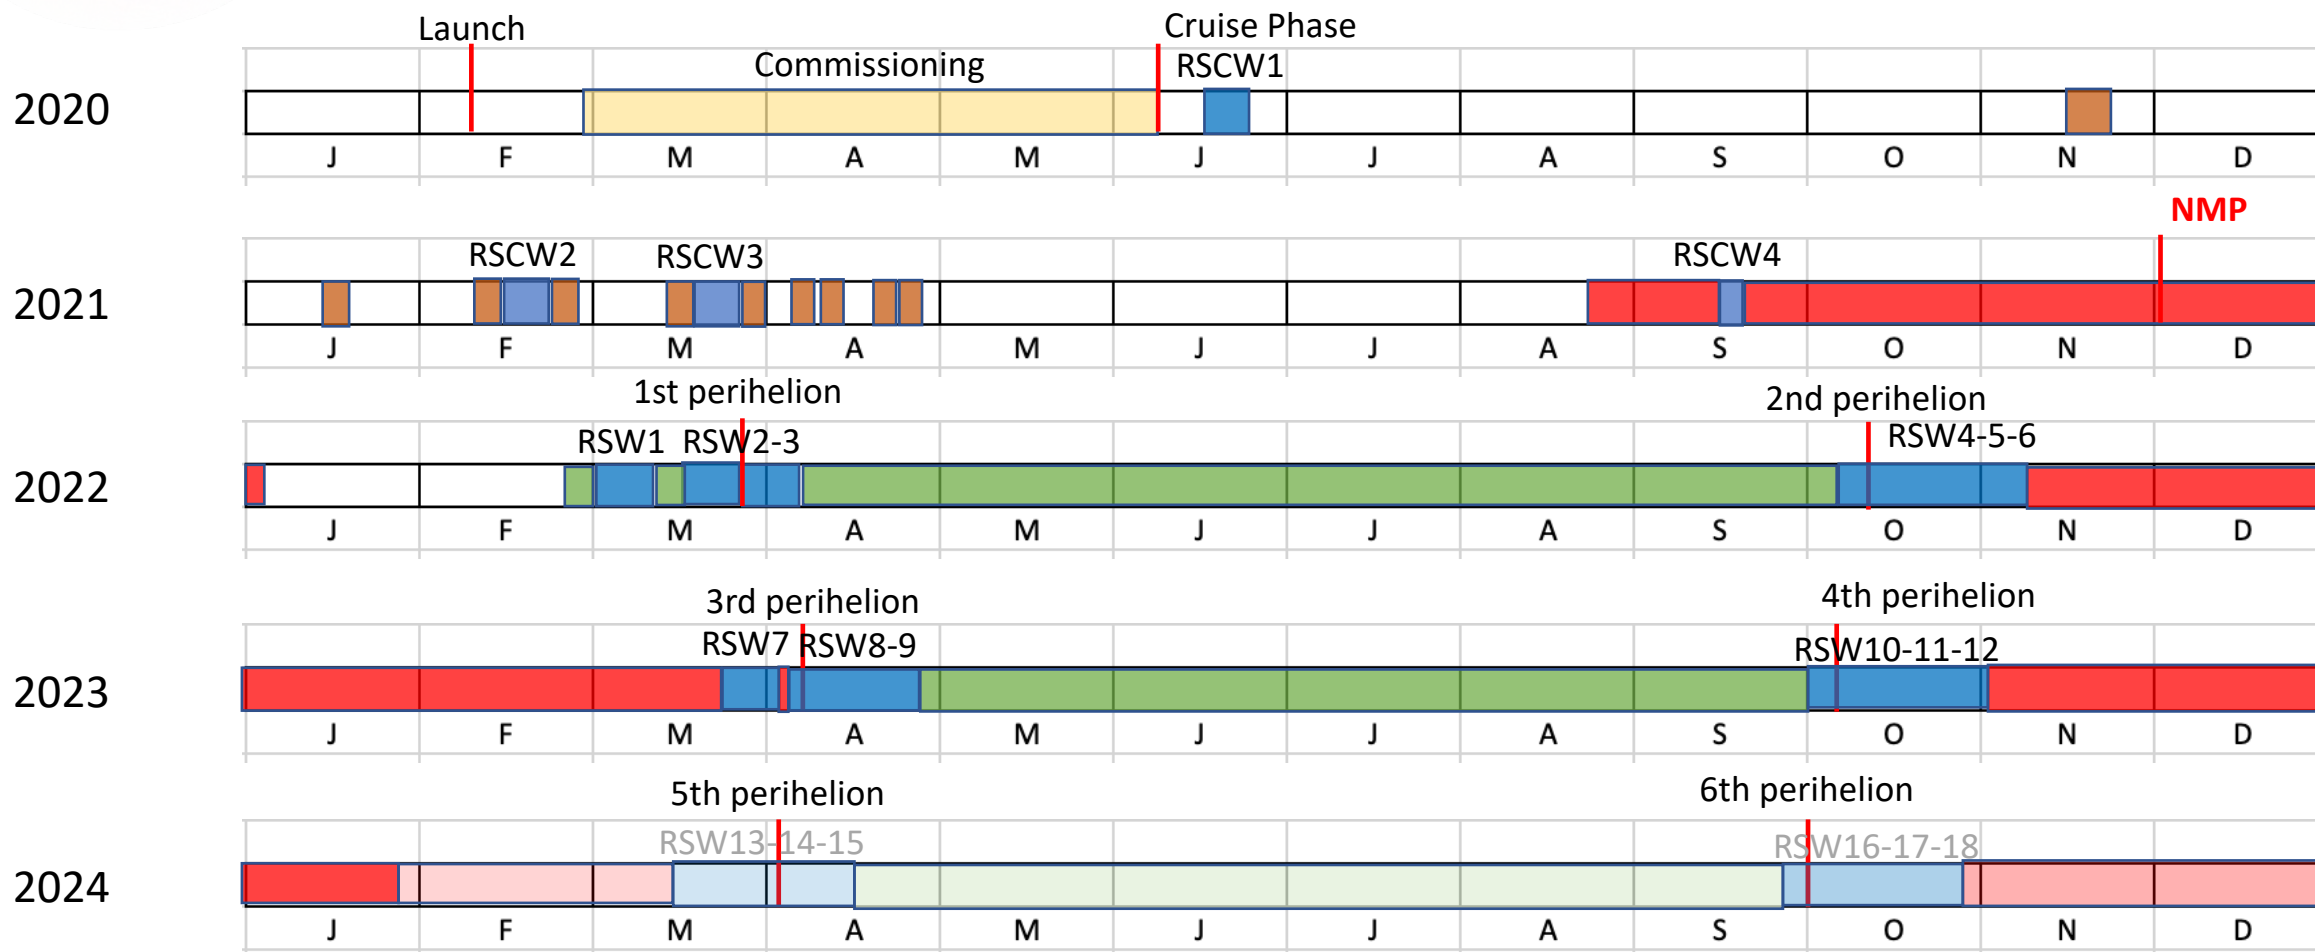 Launch Cruise Phase
Commissioning RSCW1
2020
J F M A M J J A S O N D
NMP
RSCW2 RSCW3 RSCW4
2021
J F M A M J J A S O N D
1st perihelion 2nd perihelion
RSW1 RSW2-3 RSW4-5-6
2022
J F M A M J J A S O N D
3rd perihelion 4th perihelion
RSW7 RSW8-9 RSW10-11-12
2023
J F M A M J J A S O N D
5th perihelion 6th perihelion
RSW13-14-15 RSW16-17-18
2024
J F M A M J J A S O N D